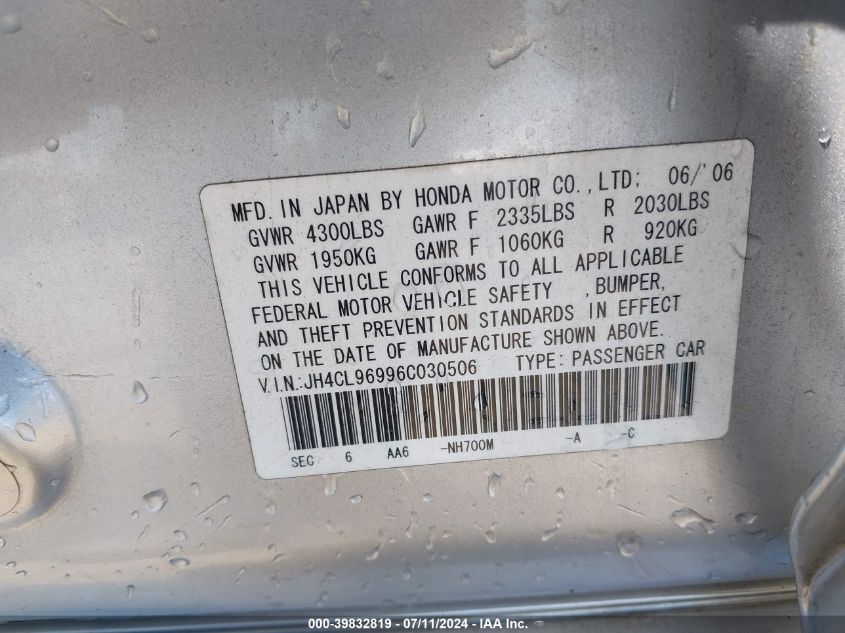 MFD. IN JAPAN BY HONDA MOTOR CO., LTD; 06/'06
GVWR 4300LBS GAWR F 2335LBS R 2030LBS
GVWR 1950KG GAWR F 1060KG R 920KG
THIS VEHICLE CONFORMS TO ALL APPLICABLE
FEDERAL MOTOR VEHICLE SAFETY ,BUMPER,
AND THEFT PREVENTION STANDARDS IN EFFECT
ON THE DATE OF MANUFACTURE SHOWN ABOVE.
V.I.N.:JH4CL96996C030506 TYPE: PASSENGER CAR
SEC 6 AA6 -NH700M -A -C
000-39832819 - 07/11/2024 - IAA Inc.